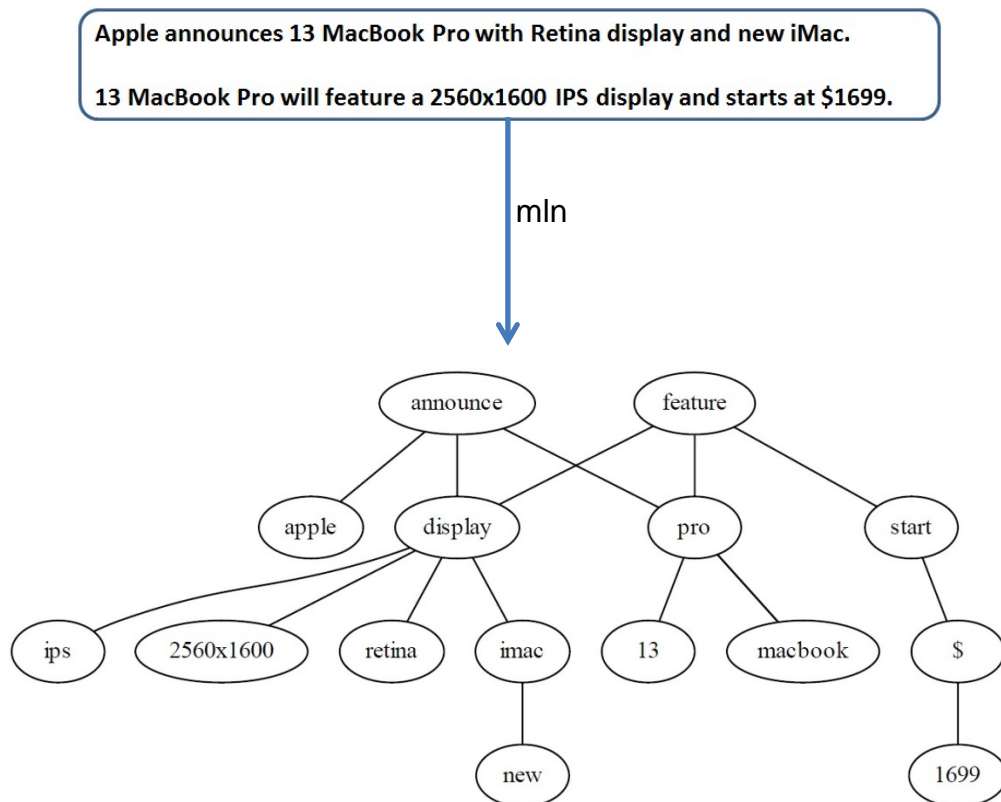 Apple announces 13 MacBook Pro with Retina display and new iMac.
13 MacBook Pro will feature a 2560x1600 IPS display and starts at $1699.
mln
announce feature
apple display pro start
ips 2560x1600 retina imac 13 macbook $
new 1699